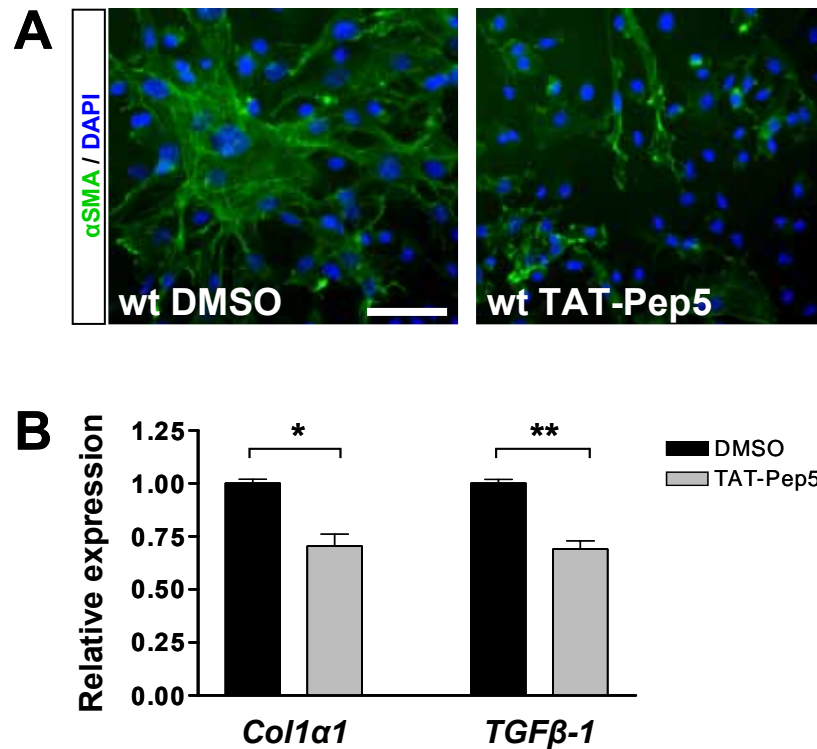 A
αSMA / DAPI
wt DMSO
wt TAT-Pep5
B
Relative expression
1.25
1.00
0.75
0.50
0.25
0.00
*
**
DMSO
TAT-Pep5
Col1α1
TGFβ-1